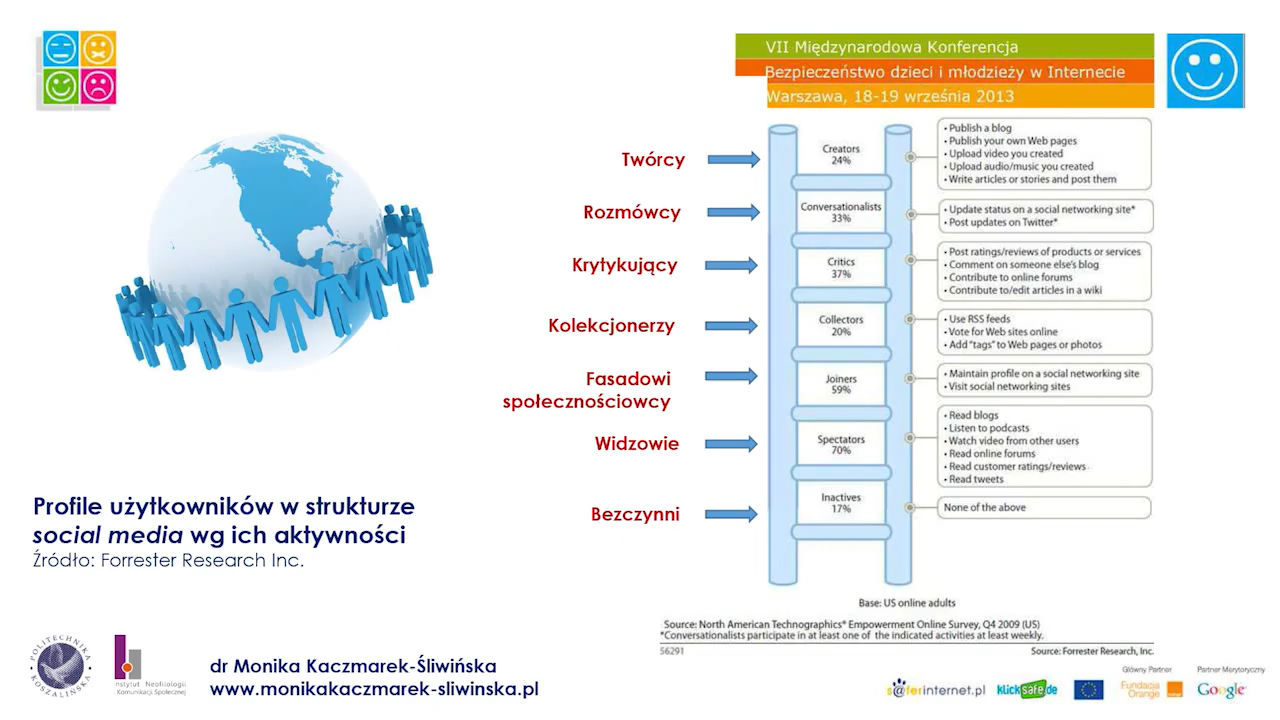 VII Międzynarodowa Konferencja
Bezpieczeństwo dzieci i młodzieży w Internecie
Warszawa, 18-19 września 2013
Twórcy
Creators
24%
• Publish a blog
• Publish your own Web pages
• Upload video you created
• Upload audio/music you created
• Write articles or stories and post them
Rozmówcy
Conversationalists
33%
• Update status on a social networking site*
• Post updates on Twitter*
Krytykujący
Critics
37%
• Post ratings/reviews of products or services
• Comment on someone else's blog
• Contribute to online forums
• Contribute to/edit articles in a wiki
Kolekcjonerzy
Collectors
20%
• Use RSS feeds
• Vote for Web sites online
• Add "tags" to Web pages or photos
Fasadowi
społecznościowcy
Joiners
59%
• Maintain profile on a social networking site
• Visit social networking sites
Widzowie
Spectators
70%
• Read blogs
• Listen to podcasts
• Watch video from other users
• Read online forums
• Read customer ratings/reviews
• Read tweets
Bezczynni
Inactives
17%
None of the above
Profile użytkowników w strukturze
social media wg ich aktywności
Źródło: Forrester Research Inc.
Base: US online adults
Source: North American Technographics® Empowerment Online Survey, Q4 2009 (US)
*Conversationalists participate in at least one of the indicated activities at least weekly.
56291
Source: Forrester Research, Inc.
POLITECHNIKA
KOSZALIŃSKA
Instytut Neofilologii
Komunikacji Społecznej
dr Monika Kaczmarek-Śliwińska
www.monikakaczmarek-sliwinska.pl
Główny Partner
Partner Merytoryczny
s@ferinternet.pl
klicksafe.de
Fundacja
Orange
Google